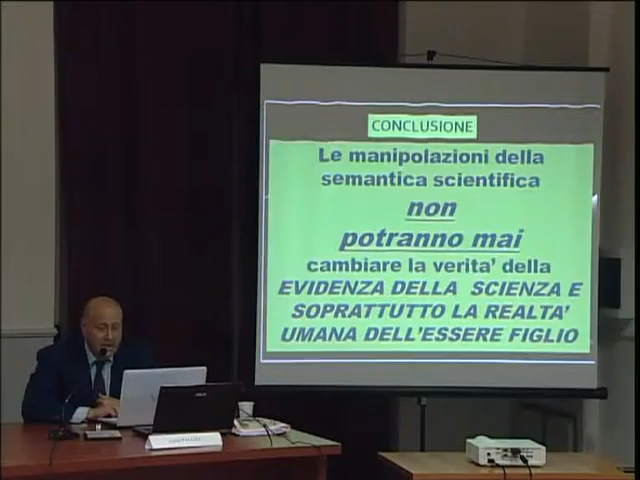 CONCLUSIONE
Le manipolazioni della
semantica scientifica
non
potranno mai
cambiare la verita' della
EVIDENZA DELLA SCIENZA E
SOPRATTUTTO LA REALTA'
UMANA DELL'ESSERE FIGLIO